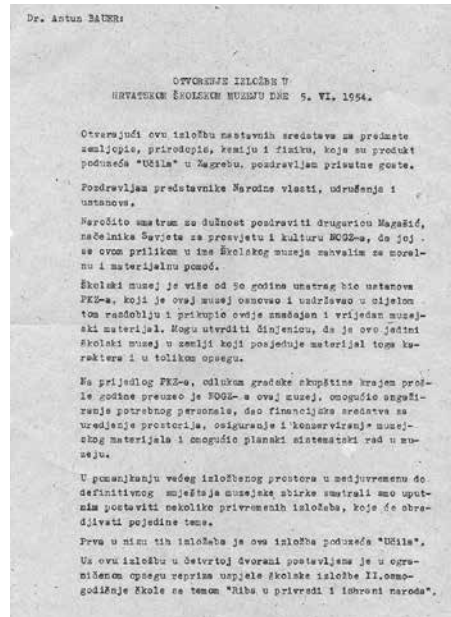 Dr. Antun BAUER:
OTVORENJE IZLOŽBE U
HRVATSKOM ŠKOLSKOM MUZEJU DNE 5. VI. 1954.
Otvarajući ovu izložbu nastavnih sredstava za predmete
zemljopis, prirodopis, kemiju i fiziku, koja su produkt
poduzeća "Učila" u Zagrebu, pozdravljam prisutne goste.
Pozdravljam predstavnike Narodne vlasti, udruženja i
ustanova.
Naročito smatram za dužnost pozdraviti drugaricu Magašić,
načelnika Savjeta za prosvjetu i kulturu NOGZ-a, da joj
se ovom prilikom u ime Školskog muzeja zahvalim za moral-
nu i materijalnu pomoć.
Školski muzej je više od 50 godina unatrag bio ustanova
PKZ-a, koji je ovaj muzej osnovao i uzdržavao u cijelom
tom razdoblju i prikupio ovdje značajan i vrijedan muzej-
ski materijal. Mogu utvrditi činjenicu, da je ovo jedini
školski muzej u zemlji koji posjeduje materijal toga ka-
raktera i u tolikom opsegu.
Na prijedlog PKZ-a, odlukom gradske skupštine krajem proš-
le godine preuzeo je NOGZ-a ovaj muzej, omogućio angaži-
ranje potrebnog personala, dao financijska sredstva za
uredjenje prostorija, osiguranje i konzerviranje muzej-
skog materijala i omogućio planski sistematski rad u mu-
zeju.
U pomanjkanju većeg izložbenog prostora u medjuvremenu do
definitivnog smještaja muzejske zbirke smatrali smo uput-
nim postaviti nekoliko privremenih izložaba, koje će obra-
djivati pojedine teme.
Prva u nizu tih izložaba je ova izložba poduzeća "Učila".
Uz ovu izložbu u četvrtoj dvorani postavljena je u ogra-
ničenom opsegu repriza uspjele školske izložbe II.osmo-
godišnje škole sa temom "Riba u privredi i ishrani naroda".